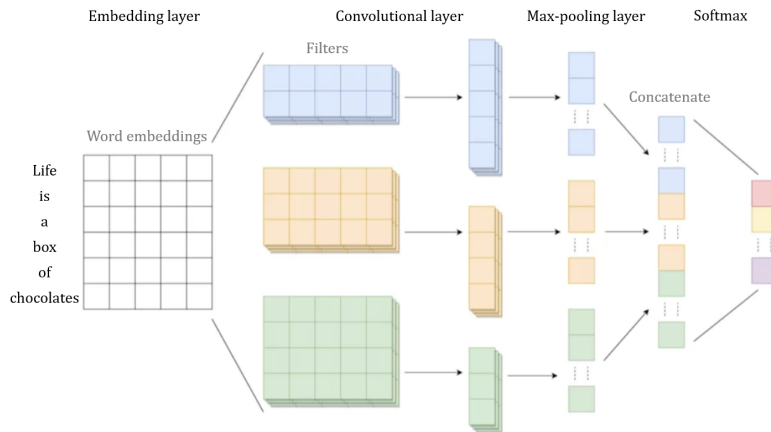 Embedding layer
Convolutional layer
Max-pooling layer
Softmax
Filters
Concatenate
Word embeddings
Life
is
a
box
of
chocolates